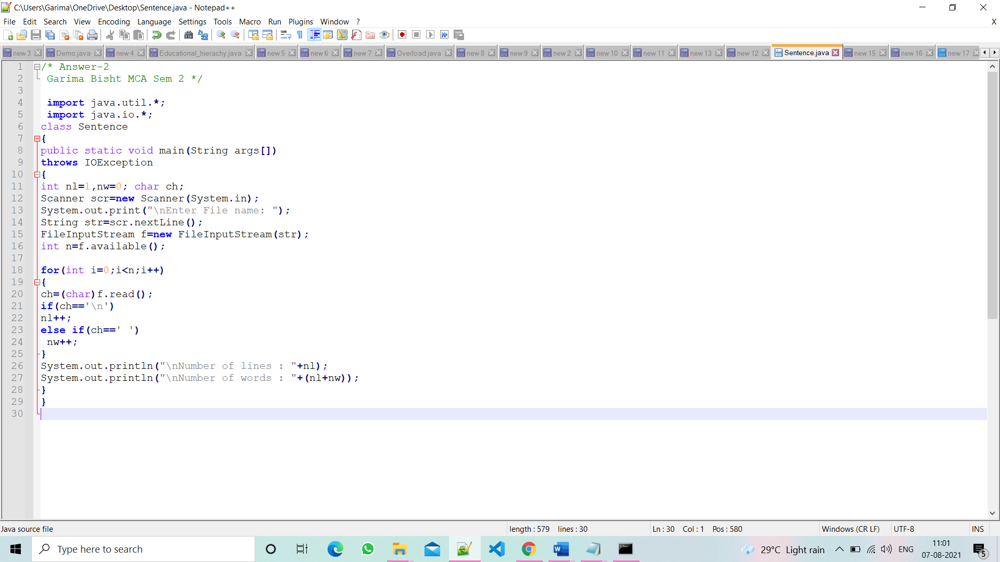 C:\Users\Garima\OneDrive\Desktop\Sentence.java - Notepad++
File Edit Search View Encoding Language Settings Tools Macro Run Plugins Window ? X
new 3 Demo.java new 4 Educational_hierachy.java new 5 new 6 new 7 Overload.java new 8 new 9 new 2 new 10 new 11 new 13 new 12 Sentence.java new 15 new 16 new 17
1 /* Answer-2
2 Garima Bisht MCA Sem 2 */
3
4 import java.util.*;
5 import java.io.*;
6 class Sentence
7 {
8 public static void main(String args[])
9 throws IOException
10 {
11 int nl=1,nw=0; char ch;
12 Scanner scr=new Scanner(System.in);
13 System.out.print("\nEnter File name: ");
14 String str=scr.nextLine();
15 FileInputStream f=new FileInputStream(str);
16 int n=f.available();
17
18 for(int i=0;i<n;i++)
19 {
20 ch=(char)f.read();
21 if(ch=='\n')
22 nl++;
23 else if(ch==' ')
24 nw++;
25 }
26 System.out.println("\nNumber of lines : "+nl);
27 System.out.println("\nNumber of words : "+(nl+nw));
28 }
29 }
30
Java source file length : 579 lines : 30 Ln : 30 Col : 1 Pos : 580 Windows (CR LF) UTF-8 INS
Type here to search 29°C Light rain ENG 11:01
07-08-2021 5